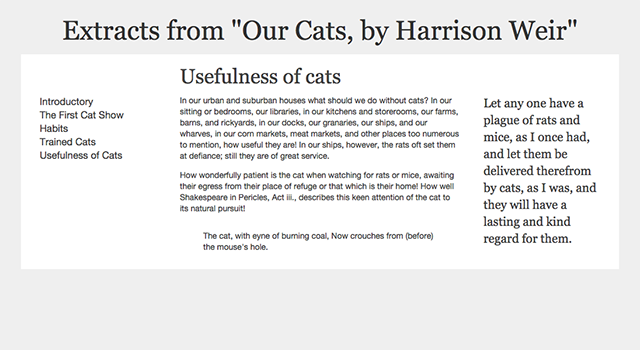 Extracts from "Our Cats, by Harrison Weir"
Introductory
The First Cat Show
Habits
Trained Cats
Usefulness of Cats
Usefulness of cats
In our urban and suburban houses what should we do without cats? In our
sitting or bedrooms, our libraries, in our kitchens and storerooms, our farms,
barns, and rickyards, in our docks, our granaries, our ships, and our
wharves, in our corn markets, meat markets, and other places too numerous
to mention, how useful they are! In our ships, however, the rats oft set them
at defiance; still they are of great service.
How wonderfully patient is the cat when watching for rats or mice, awaiting
their egress from their place of refuge or that which is their home! How well
Shakespeare in Pericles, Act iii., describes this keen attention of the cat to
its natural pursuit!
The cat, with eyne of burning coal, Now crouches from (before)
the mouse's hole.
Let any one have a
plague of rats and
mice, as I once had,
and let them be
delivered therefrom
by cats, as I was, and
they will have a
lasting and kind
regard for them.